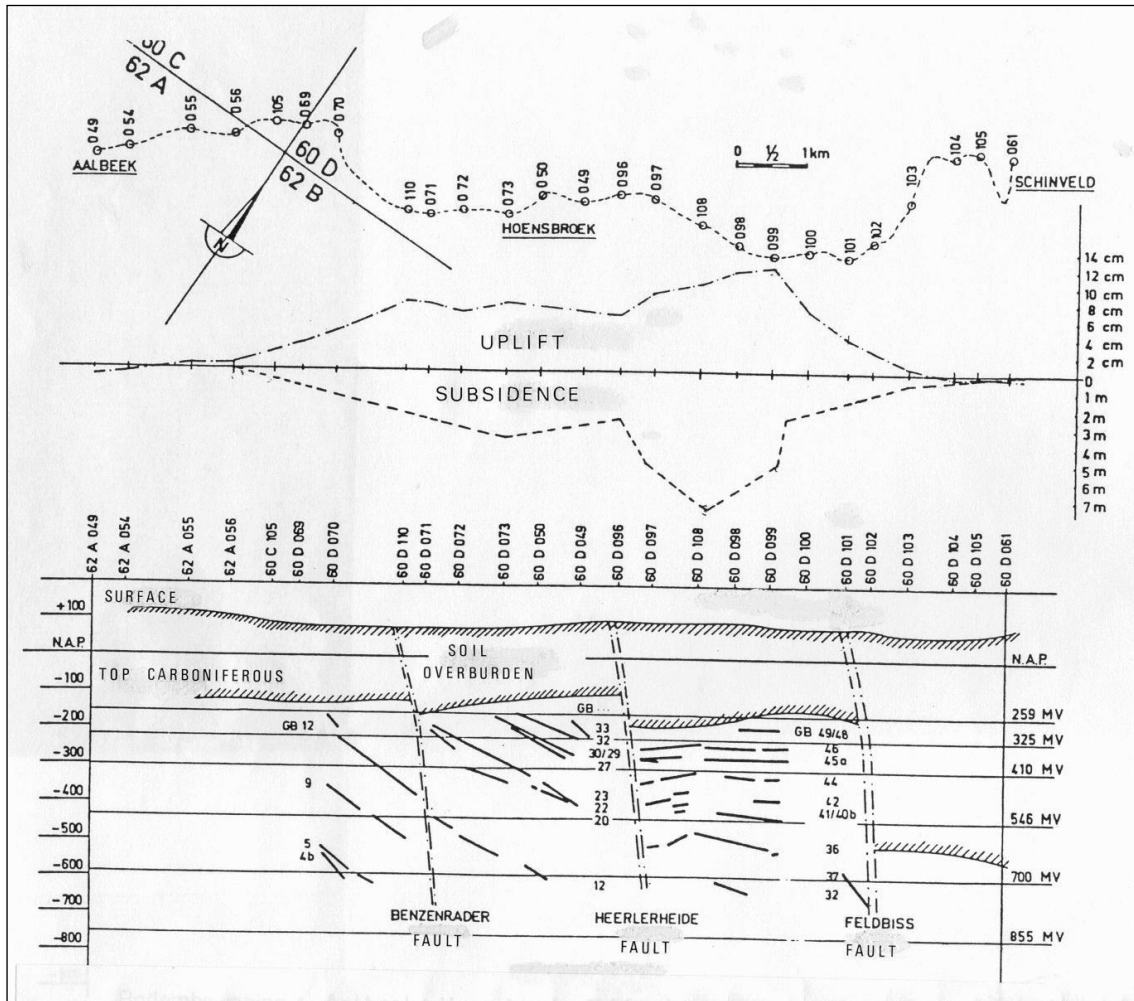 60 C
62 A
60 D
62 B
N
049
054
055
056
105
069
070
110
071
072
073
050
049
096
097
108
098
099
100
101
102
103
104
105
061
AALBEEK
HOENSBROEK
SCHINVELD
0 ½ 1km
14 cm
12 cm
10 cm
8 cm
6 cm
4 cm
2 cm
0
1 m
2 m
3 m
4 m
5 m
6 m
7 m
UPLIFT
SUBSIDENCE
62 A 049
62 A 054
62 A 055
62 A 056
60 C 105
60 D 069
60 D 070
60 D 110
60 D 071
60 D 072
60 D 073
60 D 050
60 D 049
60 D 096
60 D 097
60 D 108
60 D 098
60 D 099
60 D 100
60 D 101
60 D 102
60 D 103
60 D 104
60 D 105
60 D 061
+100
N.A.P.
-100
-200
-300
-400
-500
-600
-700
-800
SURFACE
SOIL
OVERBURDEN
TOP CARBONIFEROUS
GB 12
9
5
4b
GB ...
33
32
30/29
27
23
22
20
12
GB 49/48
46
45a
44
42
41/40b
36
37
32
N.A.P.
259 MV
325 MV
410 MV
546 MV
700 MV
855 MV
BENZENRADER
FAULT
HEERLERHEIDE
FAULT
FELDBISS
FAULT